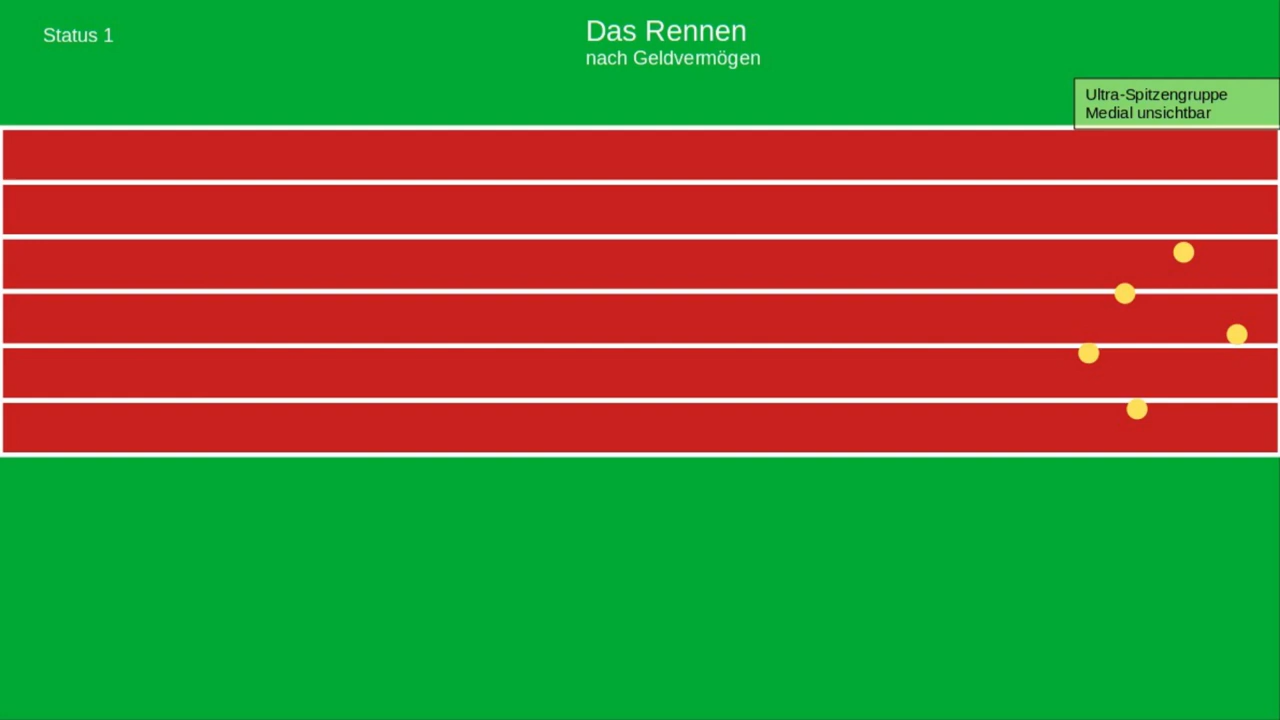 Status 1
Das Rennen
nach Geldvermögen
Ultra-Spitzengruppe
Medial unsichtbar